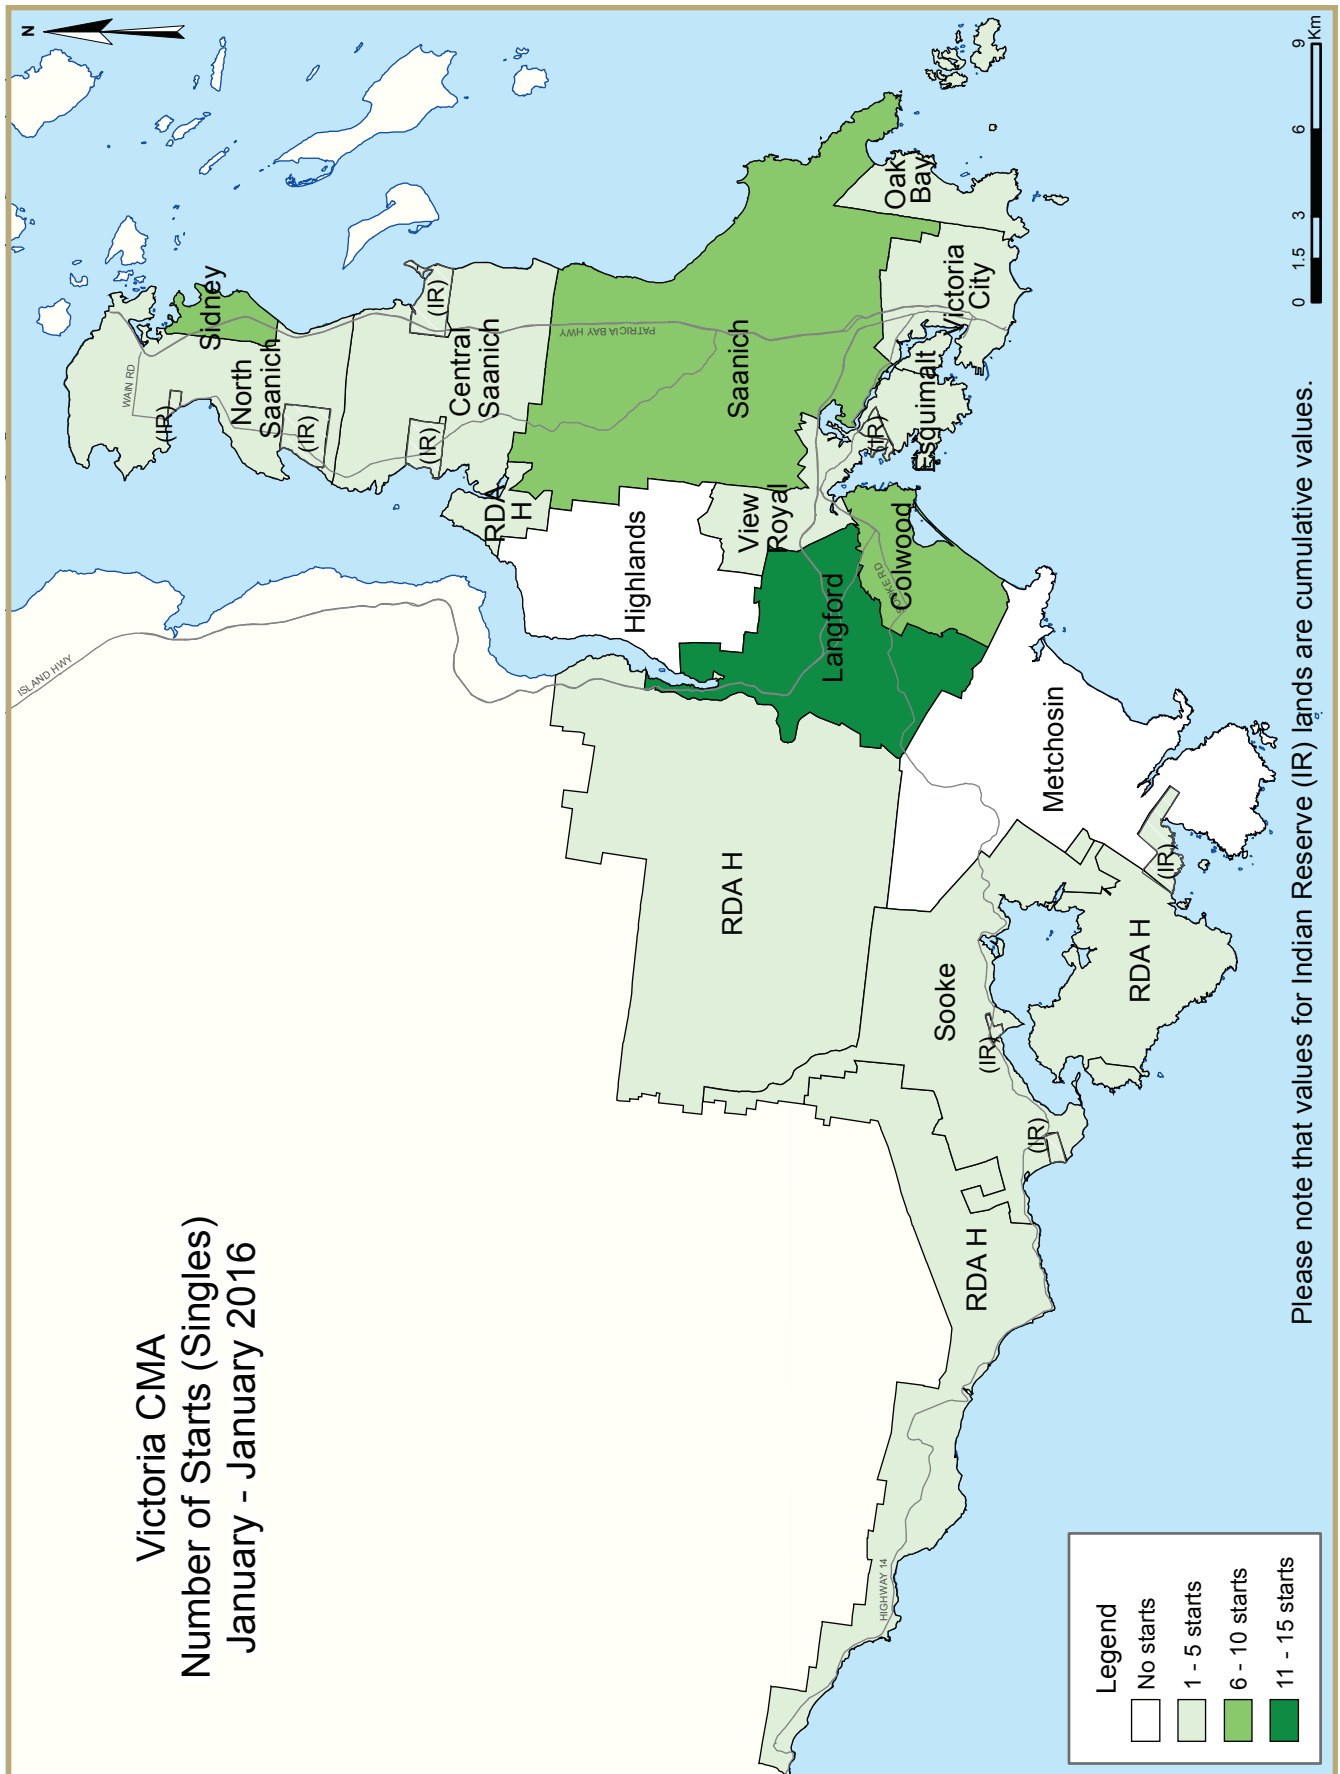 Victoria CMA
Number of Starts (Singles)
January - January 2016
N
ISLAND HWY
WAIN RD
Sidney
(IR)
North
Saanich
(IR)
(IR)
Central
Saanich
(IR)
RDA
H
PATRICIA BAY HWY
Saanich
Highlands
View
Royal
Oak
Bay
Victoria
City
Esquimalt
(IR)
Langford
Colwood
Metchosin
RDA H
Sooke
(IR)
(IR)
RDA H
(IR)
RDA H
HIGHWAY 14
Legend
No starts
1 - 5 starts
6 - 10 starts
11 - 15 starts
0 1.5 3 6 9
Km
Please note that values for Indian Reserve (IR) lands are cumulative values.